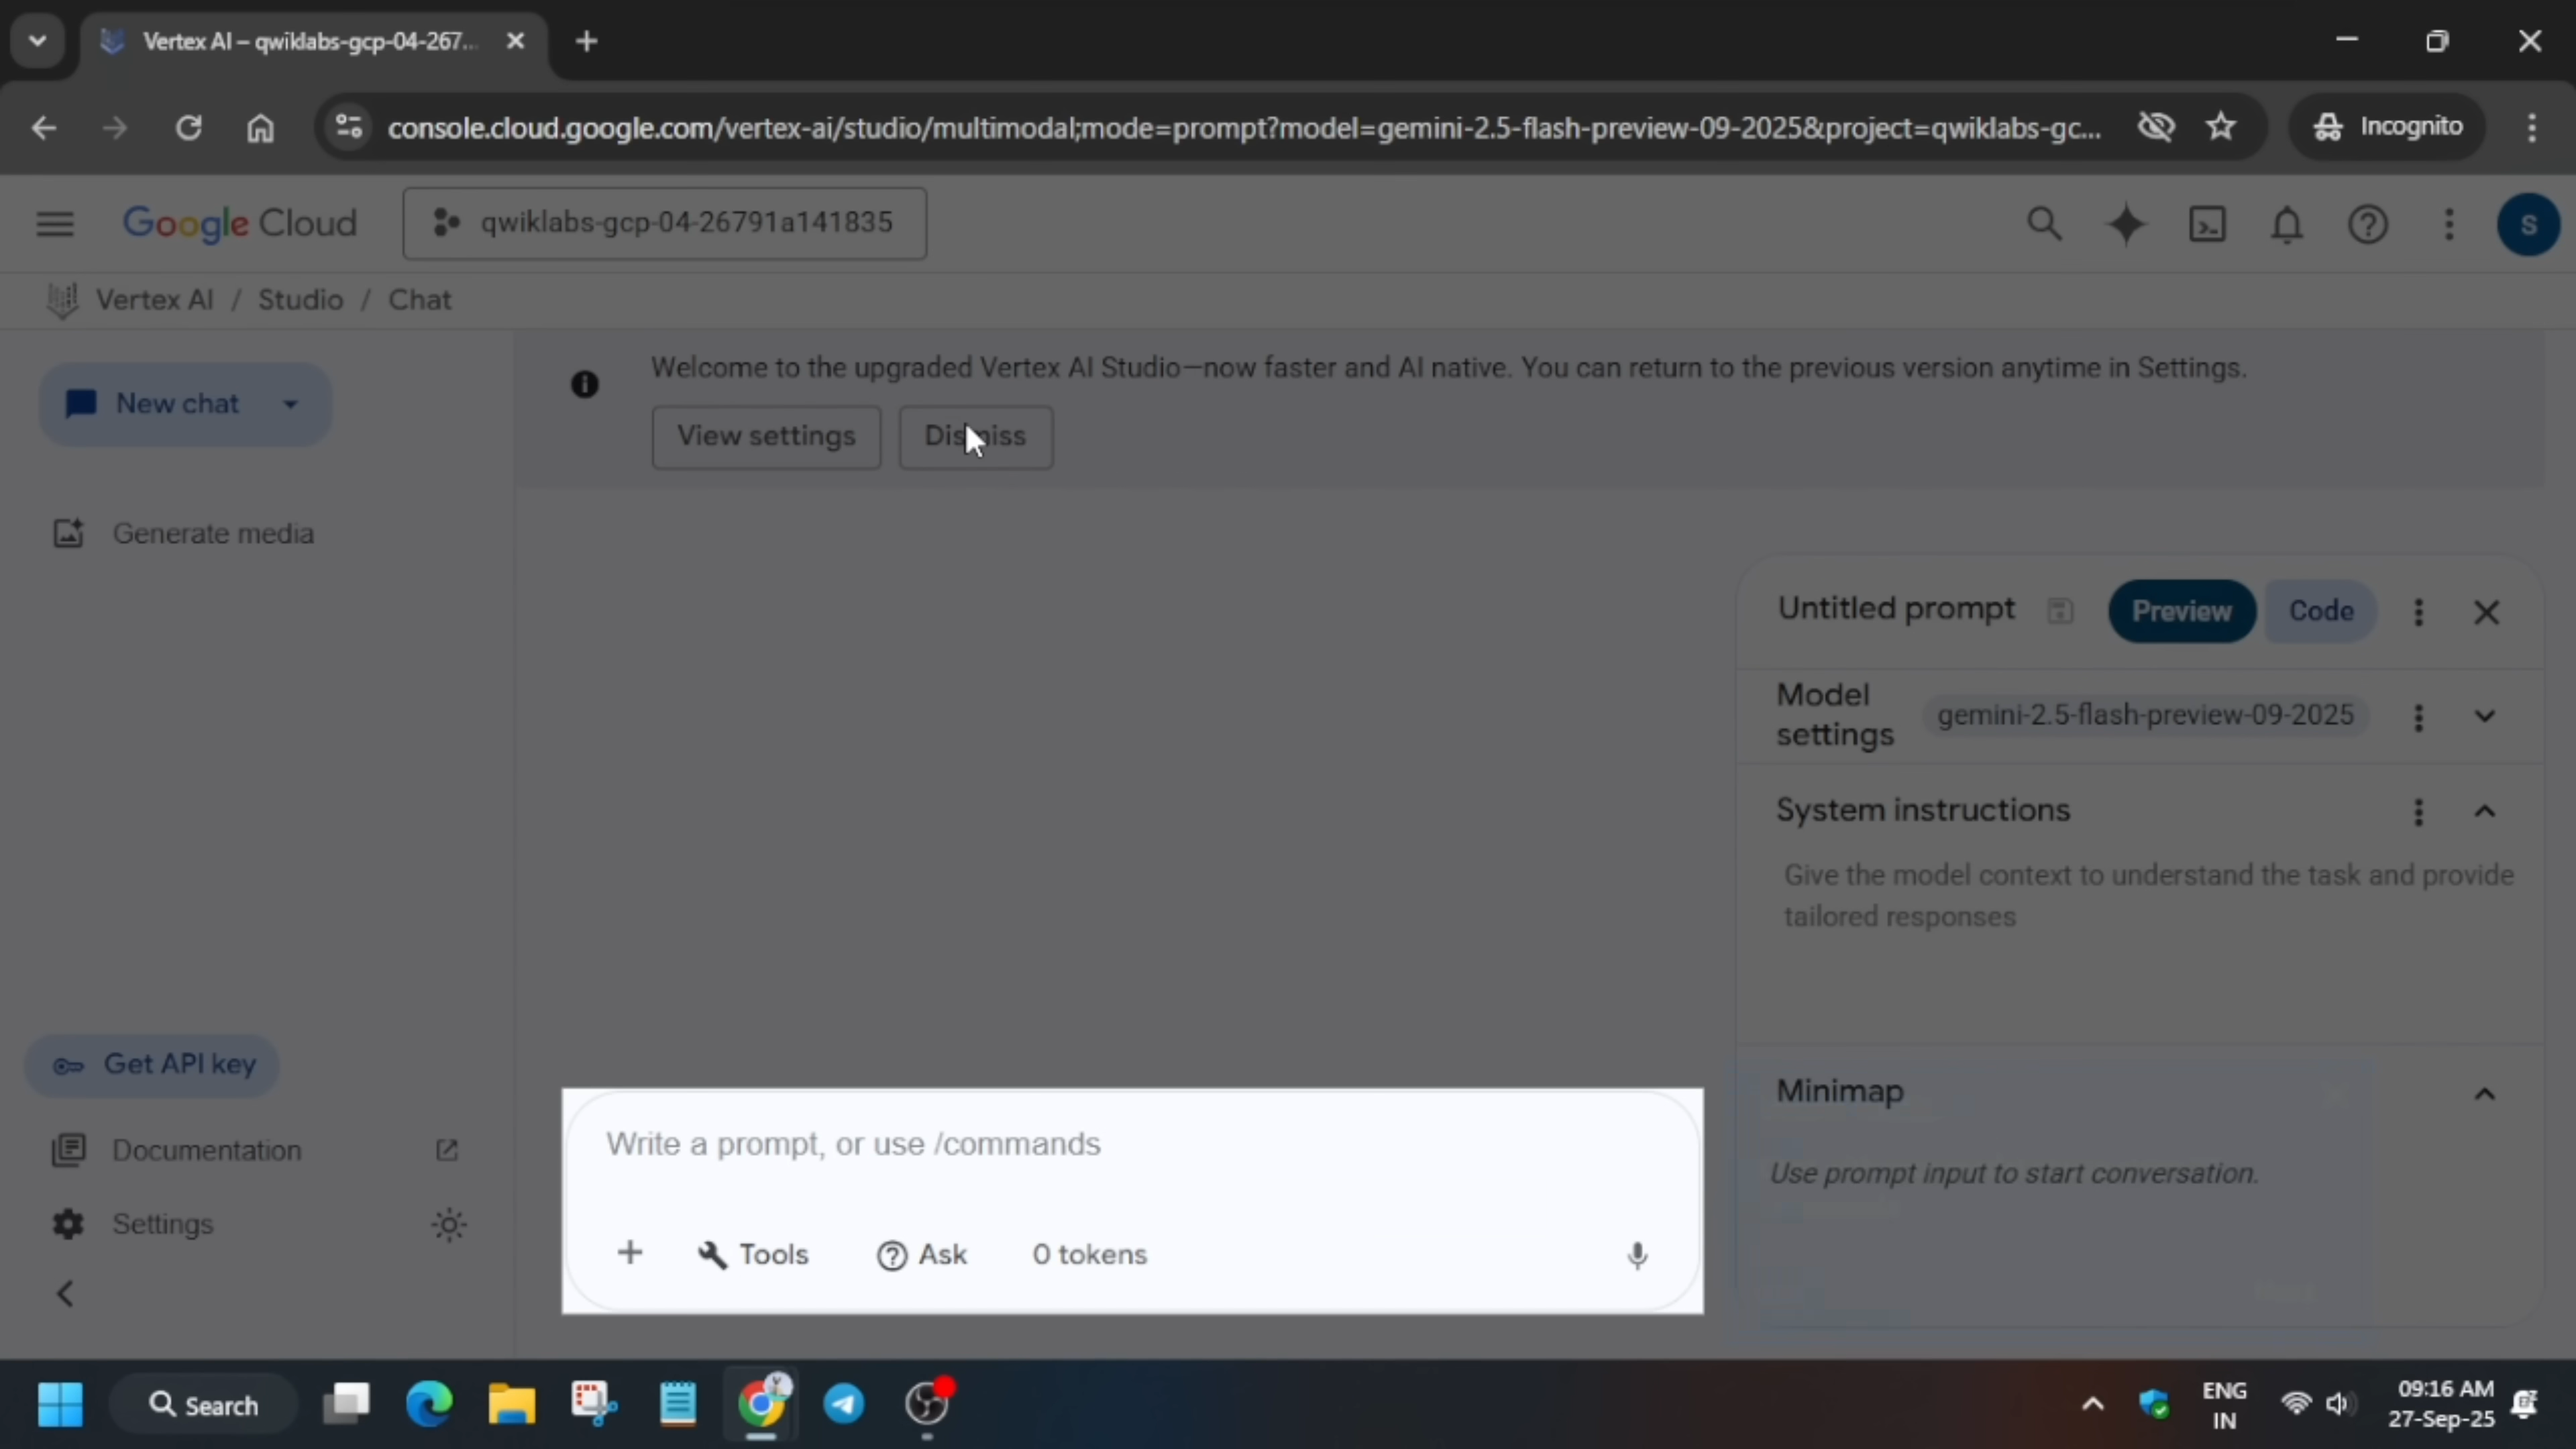 Vertex AI – qwiklabs-gcp-04-267...
console.cloud.google.com/vertex-ai/studio/multimodal;mode=prompt?model=gemini-2.5-flash-preview-09-2025&project=qwiklabs-gc...
Incognito
Google Cloud
qwiklabs-gcp-04-26791a141835
S
Vertex AI / Studio / Chat
New chat
Welcome to the upgraded Vertex AI Studio—now faster and AI native. You can return to the previous version anytime in Settings.
View settings
Dismiss
Generate media
Untitled prompt
Preview
Code
Model
settings
gemini-2.5-flash-preview-09-2025
System instructions
Give the model context to understand the task and provide
tailored responses
Get API key
Documentation
Settings
Write a prompt, or use /commands
Tools
Ask
0 tokens
Minimap
Use prompt input to start conversation.
Search
ENG
IN
09:16 AM
27-Sep-25